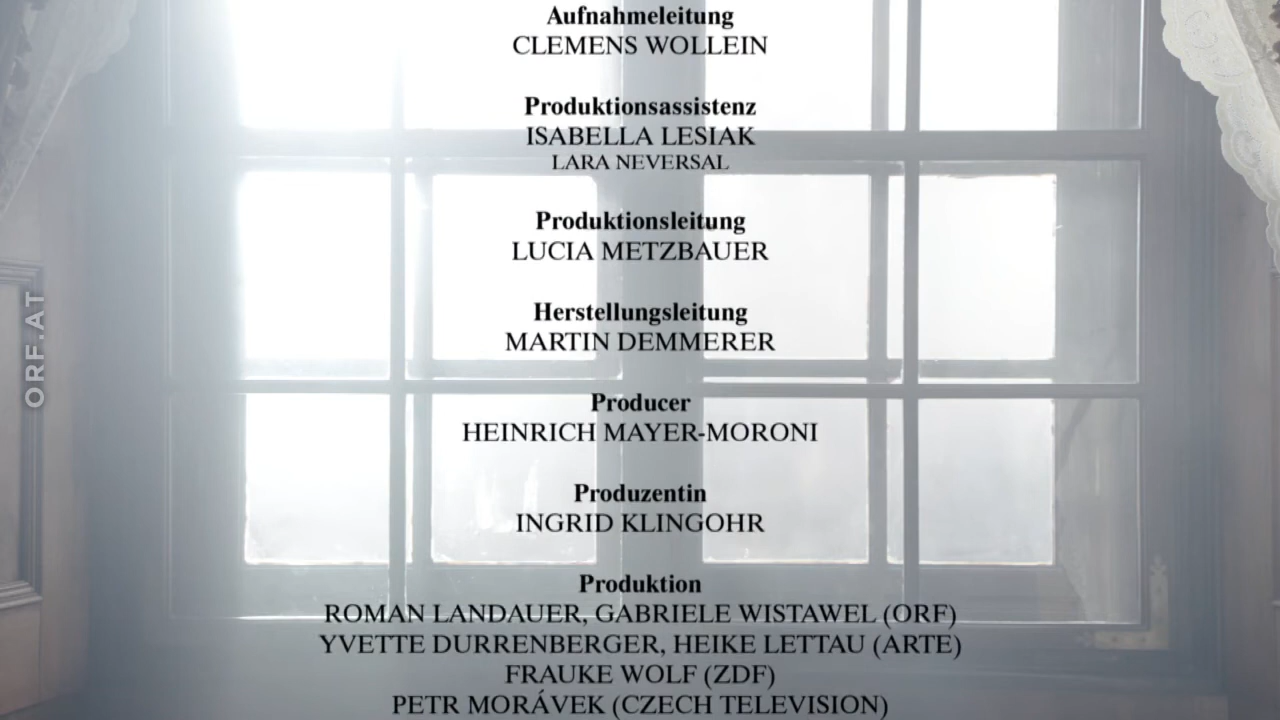 Aufnahmeleitung
CLEMENS WOLLEIN
Produktionsassistenz
ISABELLA LESIAK
LARA NEVERSAL
Produktionsleitung
LUCIA METZBAUER
Herstellungsleitung
MARTIN DEMMERER
Producer
HEINRICH MAYER-MORONI
Produzentin
INGRID KLINGOHR
Produktion
ROMAN LANDAUER, GABRIELE WISTAWEL (ORF)
YVETTE DURRENBERGER, HEIKE LETTAU (ARTE)
FRAUKE WOLF (ZDF)
PETR MORÁVEK (CZECH TELEVISION)
ORF.AT